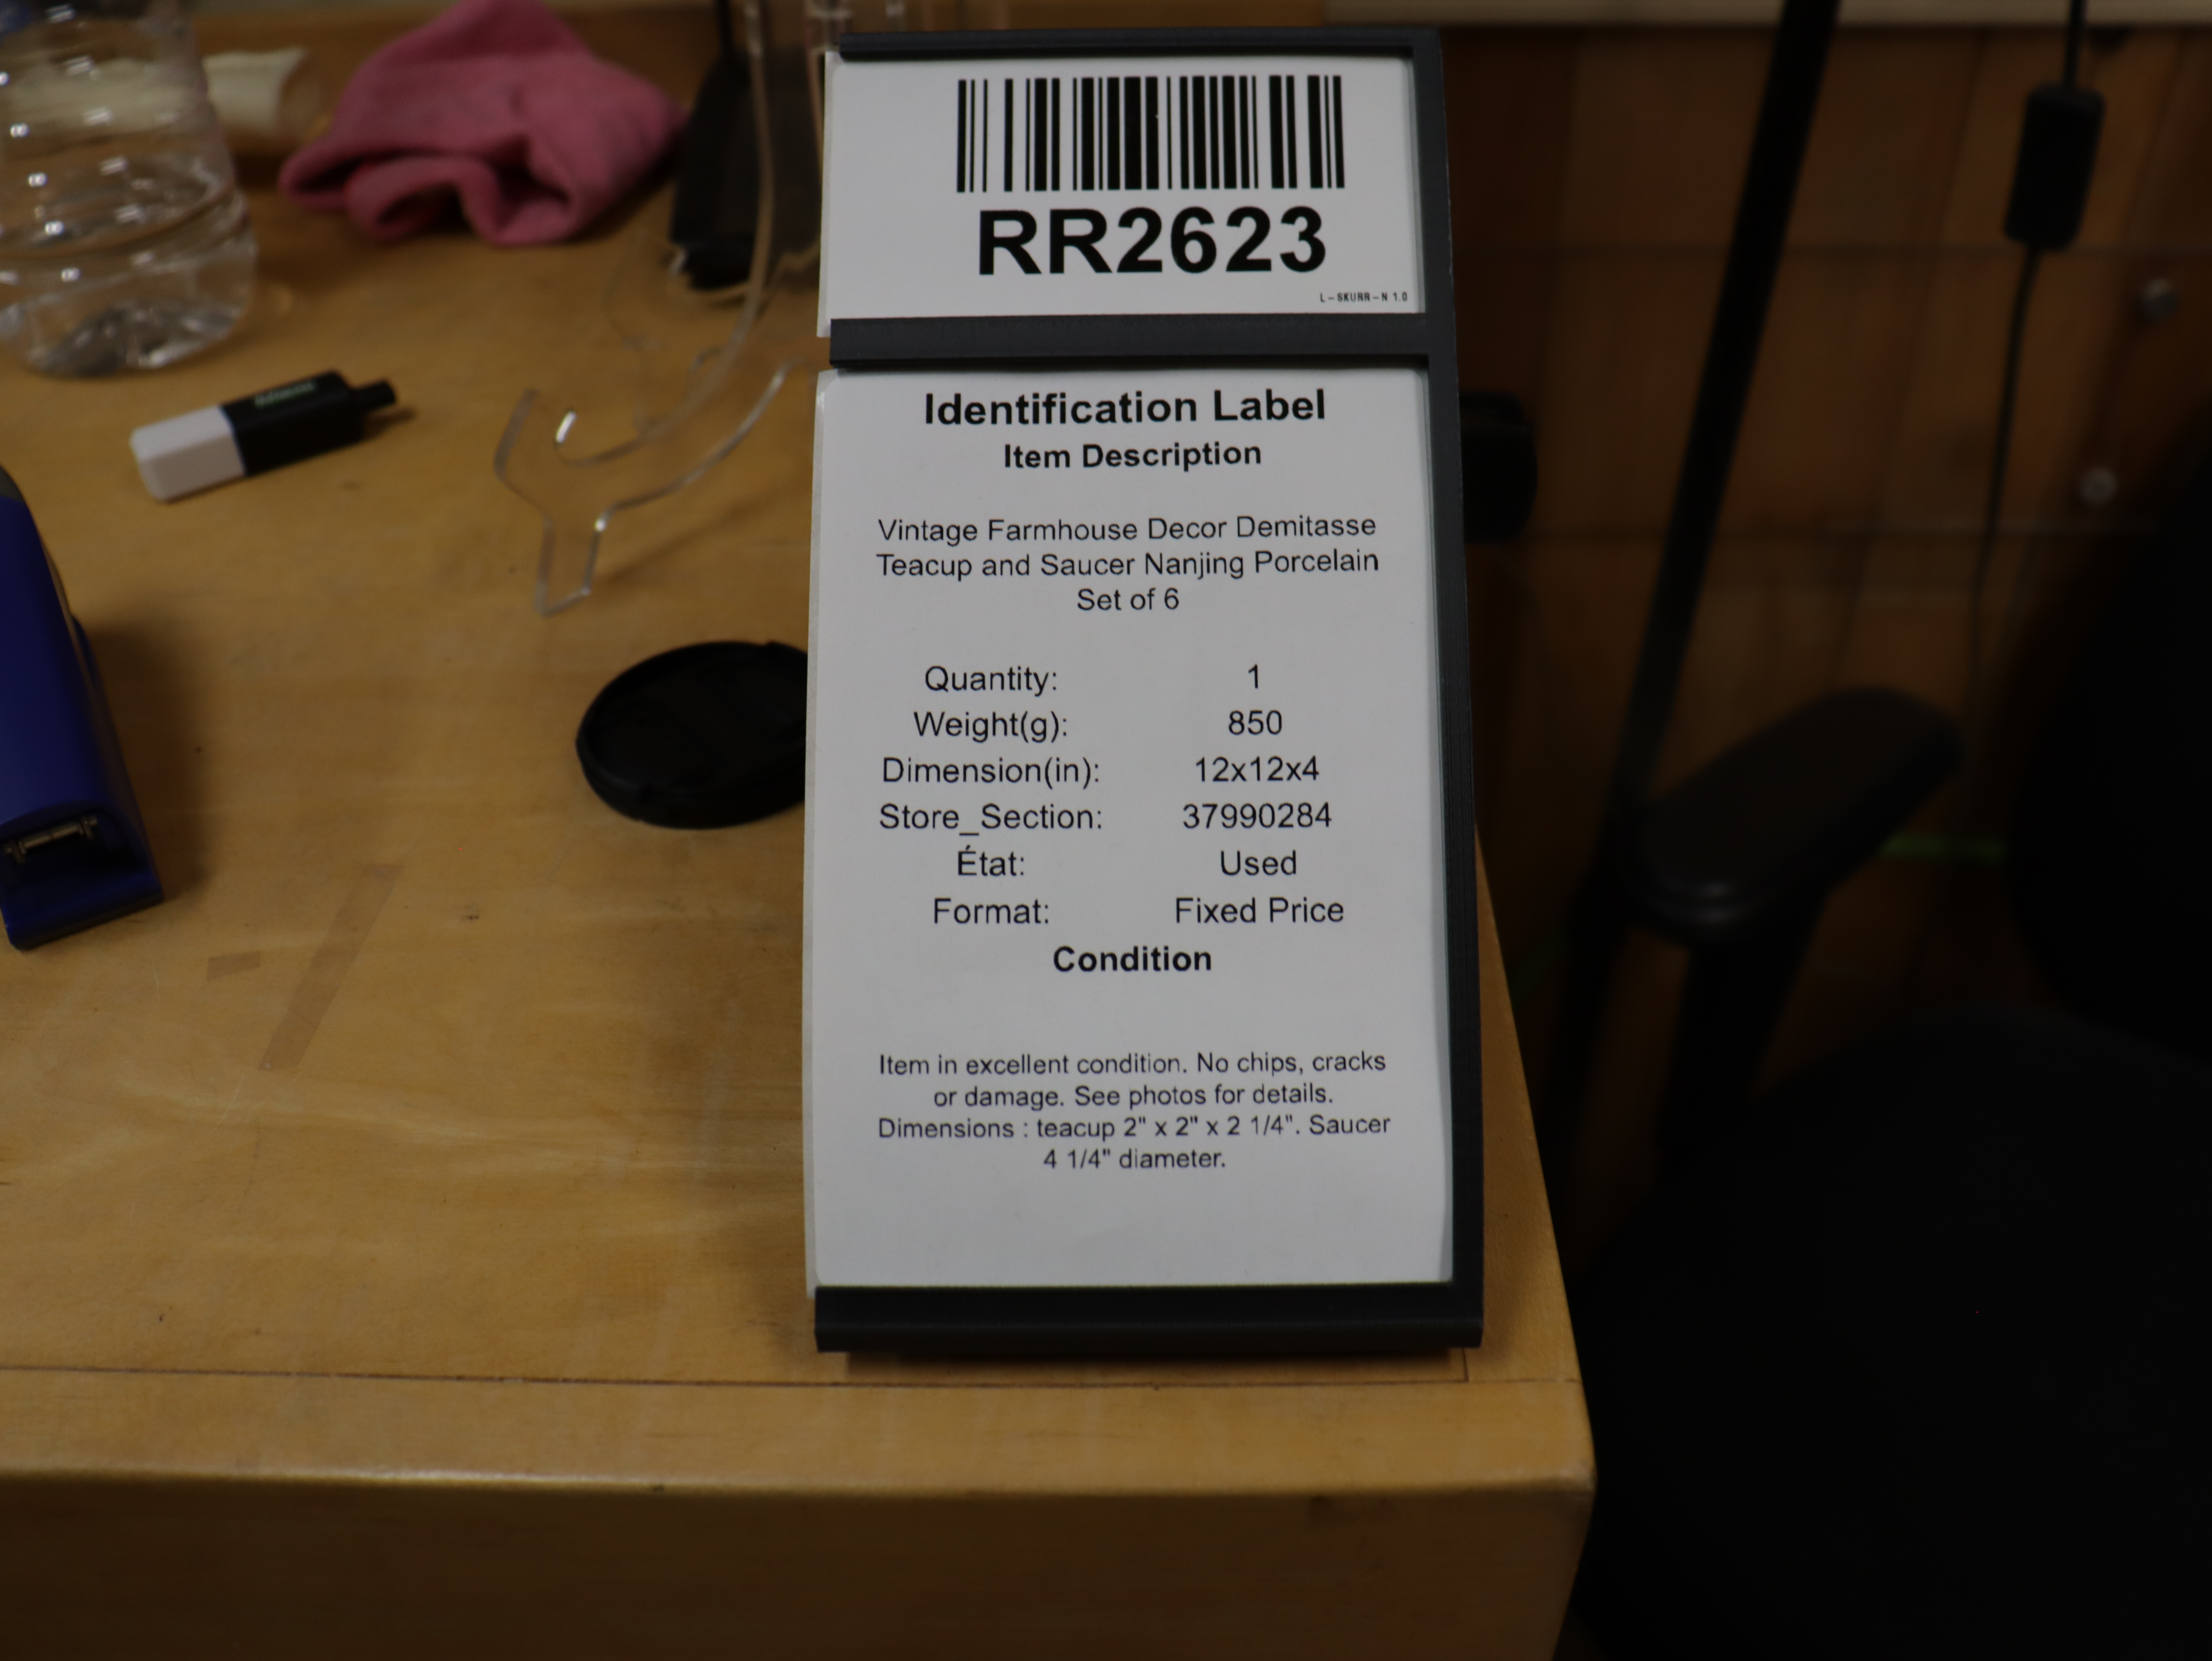 RR2623
L-SKURR-N 1.0
Identification Label
Item Description
Vintage Farmhouse Decor Demitasse
Teacup and Saucer Nanjing Porcelain
Set of 6
Quantity: 1
Weight(g): 850
Dimension(in): 12x12x4
Store_Section: 37990284
État: Used
Format: Fixed Price
Condition
Item in excellent condition. No chips, cracks
or damage. See photos for details.
Dimensions : teacup 2" x 2" x 2 1/4". Saucer
4 1/4" diameter.